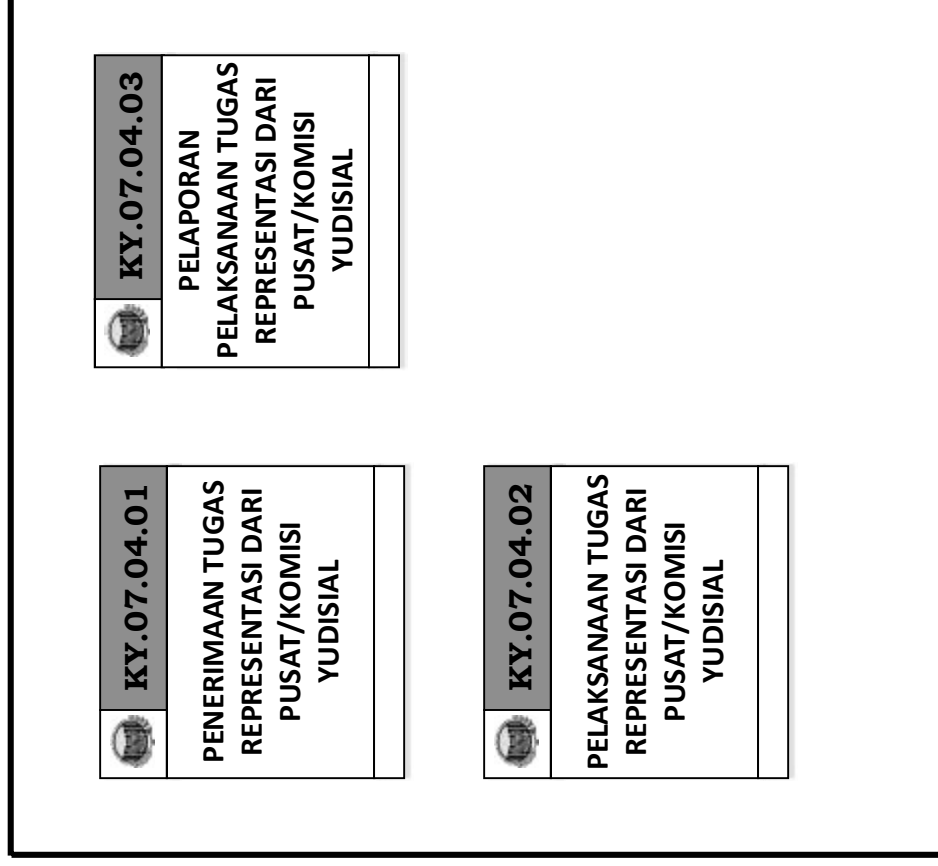 KY.07.04.01
PENERIMAAN TUGAS
REPRESENTASI DARI
PUSAT/KOMISI
YUDISIAL
KY.07.04.03
PELAPORAN
PELAKSANAAN TUGAS
REPRESENTASI DARI
PUSAT/KOMISI
YUDISIAL
KY.07.04.02
PELAKSANAAN TUGAS
REPRESENTASI DARI
PUSAT/KOMISI
YUDISIAL